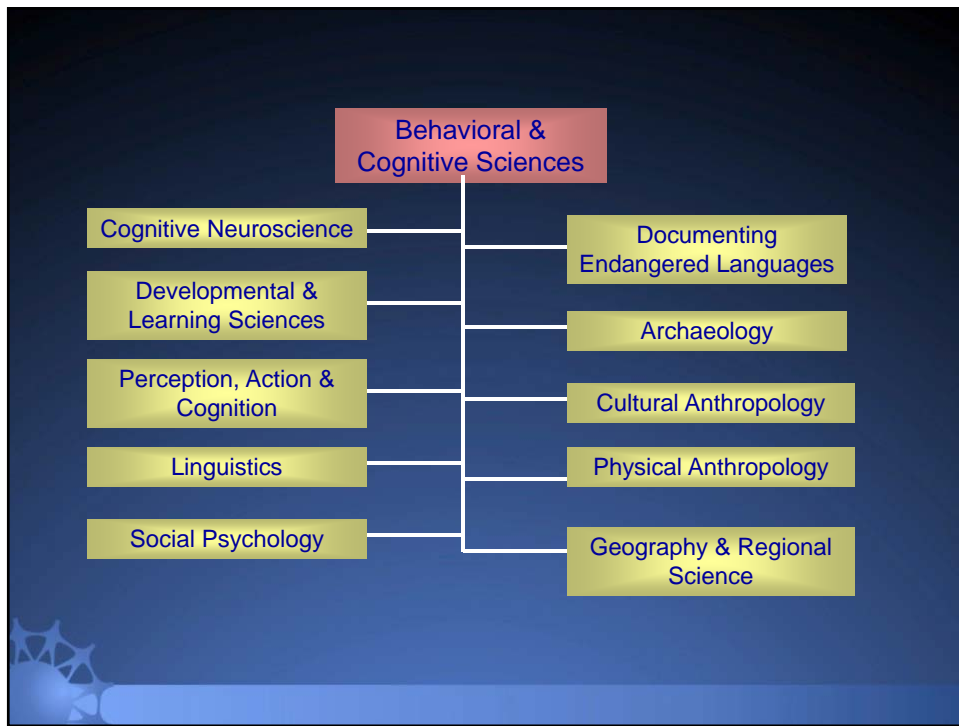 Behavioral &
Cognitive Sciences
Cognitive Neuroscience
Developmental &
Learning Sciences
Perception, Action &
Cognition
Linguistics
Social Psychology
Documenting
Endangered Languages
Archaeology
Cultural Anthropology
Physical Anthropology
Geography & Regional
Science